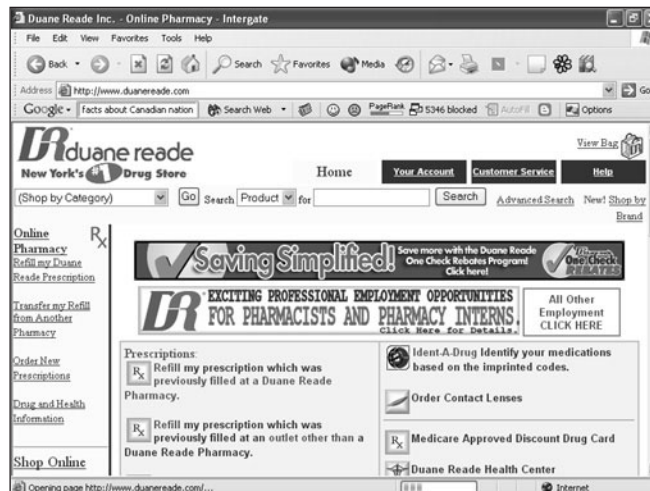 Duane Reade Inc. - Online Pharmacy - Intergate
File Edit View Favorites Tools Help
Back Search Favorites Media
Address http://www.duanereade.com Go
Google facts about Canadian nation Search Web PageRank 5346 blocked AutoFill Options
DR duane reade
New York's #1 Drug Store
View Bag
Home Your Account Customer Service Help
(Shop by Category) Go Search Product for Search Advanced Search New! Shop by
Brand
Online
Pharmacy
Refill my Duane
Reade Prescription
Transfer my Refill
from Another
Pharmacy
Order New
Prescriptions
Drug and Health
Information
Shop Online
Saving Simplified!
Save more with the Duane Reade
One Check Rebates Program!
Click here!
One Check
REBATES
DR EXCITING PROFESSIONAL EMPLOYMENT OPPORTUNITIES
FOR PHARMACISTS AND PHARMACY INTERNS.
Click Here for Details.
All Other
Employment
CLICK HERE
Prescriptions:
Rx Refill my prescription which was
previously filled at a Duane Reade
Pharmacy.
Rx Refill my prescription which was
previously filled at an outlet other than a
Duane Reade Pharmacy.
Ident-A-Drug Identify your medications
based on the imprinted codes.
Order Contact Lenses
Rx Medicare Approved Discount Drug Card
Duane Reade Health Center
Opening page http://www.duanereade.com/... Internet